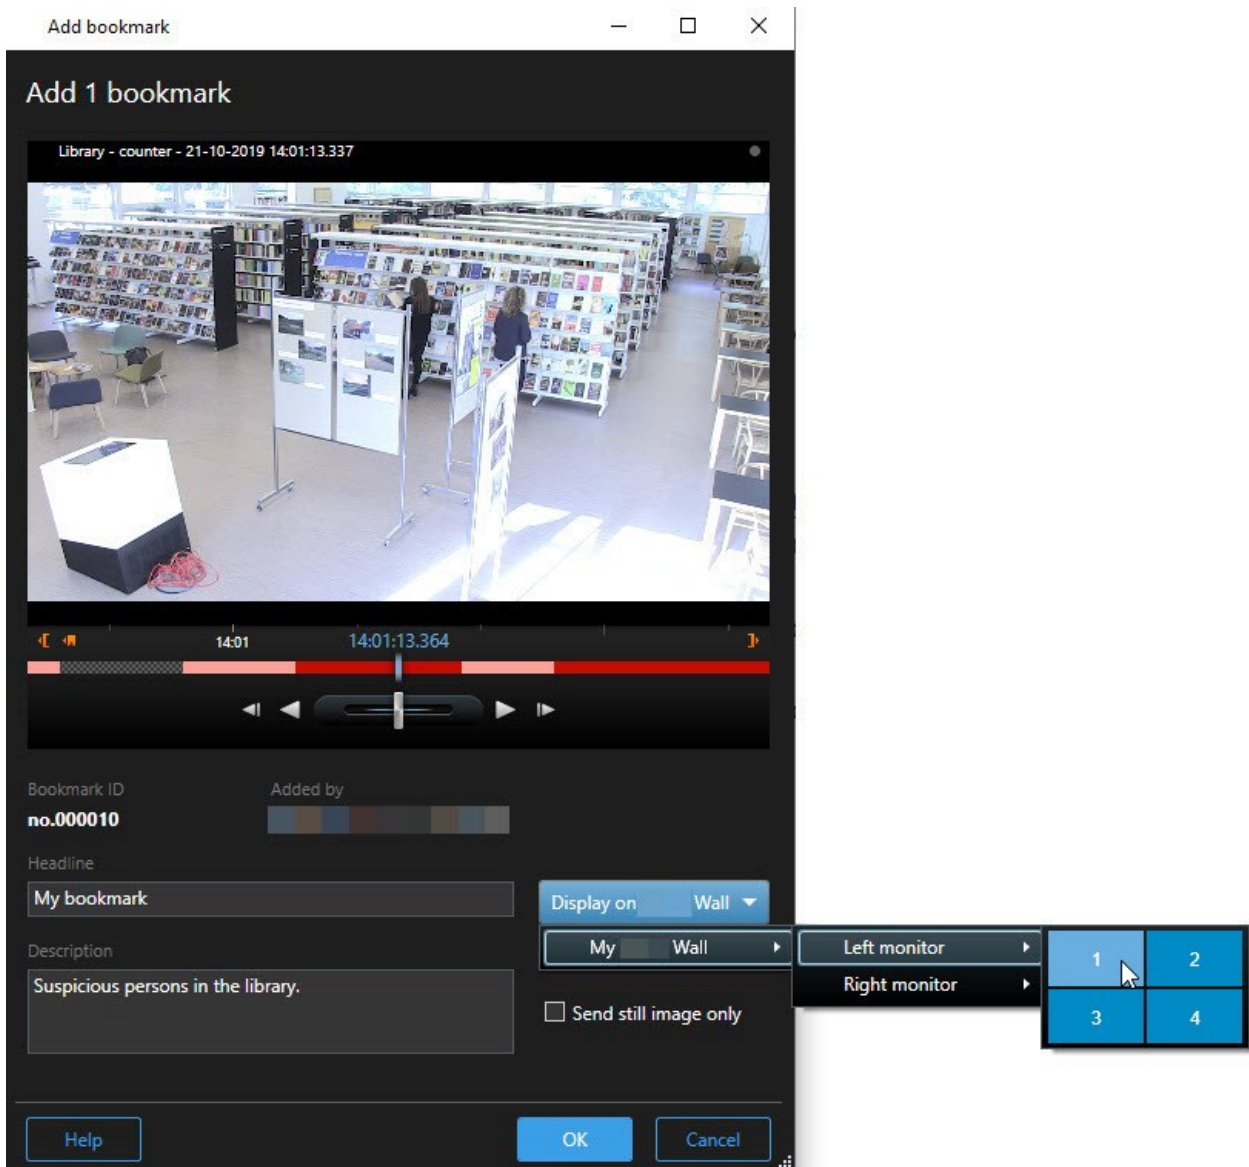 Add bookmark
Add 1 bookmark
Library - counter - 21-10-2019 14:01:13.337
14:01
14:01:13.364
Bookmark ID
Added by
no.000010
Headline
My bookmark
Display on Wall
My Wall
Left monitor
Right monitor
1
2
3
4
Description
Suspicious persons in the library.
Send still image only
Help
OK
Cancel